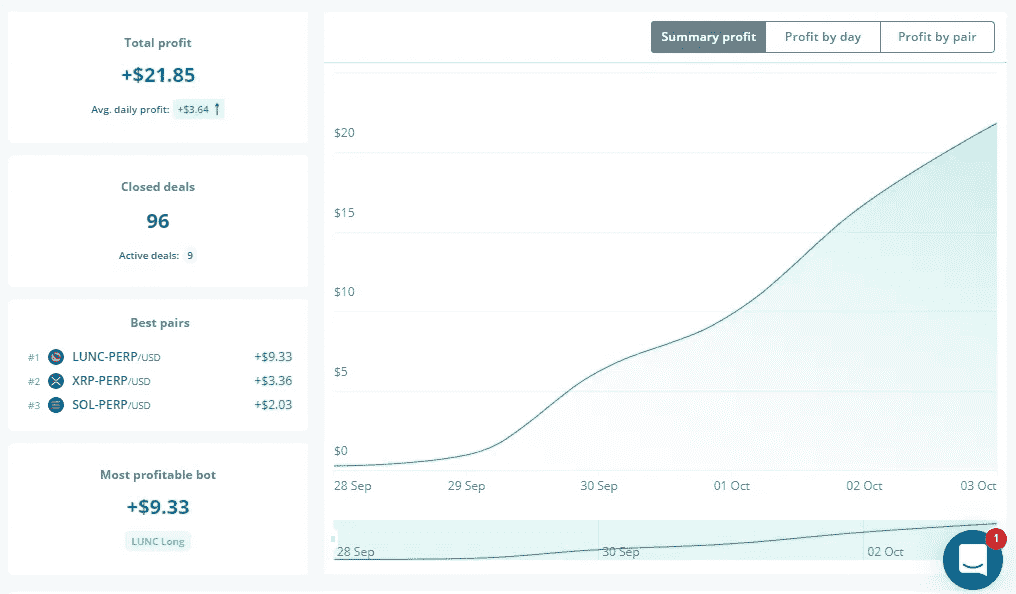 Total profit
+$21.85
Avg. daily profit: +$3.64 ↑
Closed deals
96
Active deals: 9
Best pairs
#1 LUNC-PERP/USD +$9.33
#2 XRP-PERP/USD +$3.36
#3 SOL-PERP/USD +$2.03
Most profitable bot
+$9.33
LUNC Long
Summary profit Profit by day Profit by pair
$20
$15
$10
$5
$0
28 Sep 29 Sep 30 Sep 01 Oct 02 Oct 03 Oct
28 Sep 30 Sep 02 Oct
1